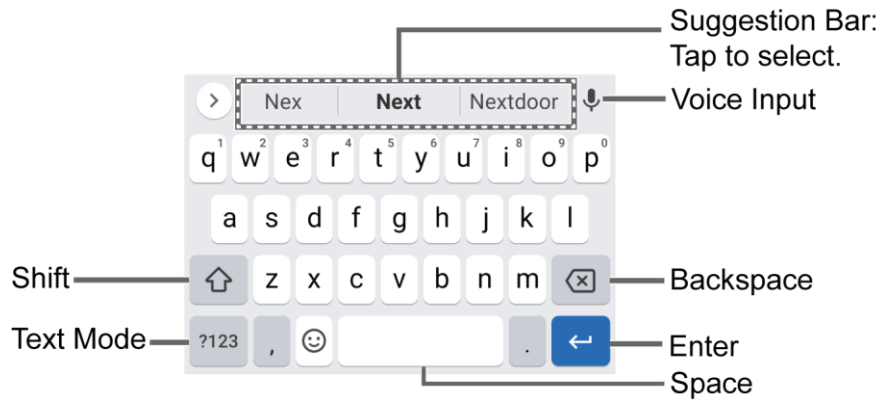 Suggestion Bar:
Tap to select.
Nex Next Nextdoor
Voice Input
q1 w2 e3 r4 t5 y6 u7 i8 o9 p0
a s d f g h j k l
Shift
z x c v b n m
Backspace
Text Mode
?123 , .
Enter
Space